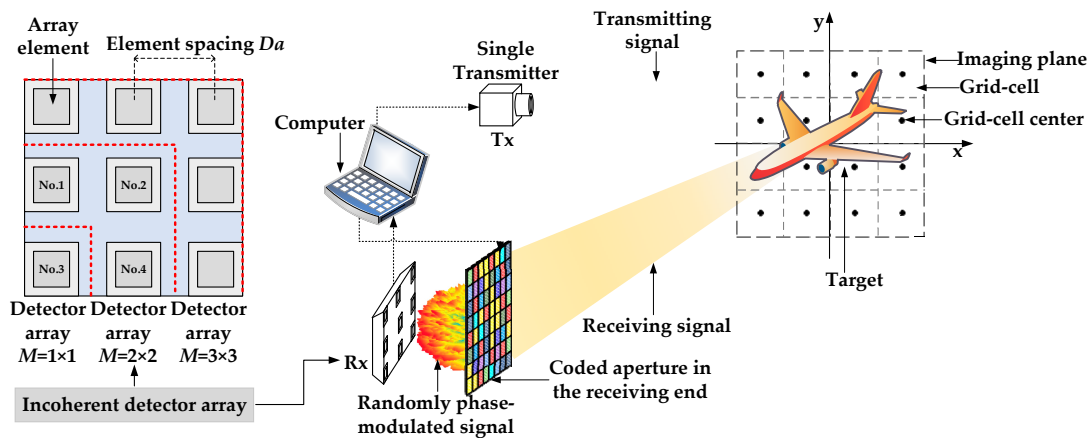 Array
element
Element spacing Da
No.1
No.2
No.3
No.4
Detector
array
M=1×1
Detector
array
M=2×2
Detector
array
M=3×3
Incoherent detector array
Computer
Single
Transmitter
Tx
Rx
Randomly phase-
modulated signal
Coded aperture in
the receiving end
Transmitting
signal
Receiving signal
y
x
Imaging plane
Grid-cell
Grid-cell center
Target